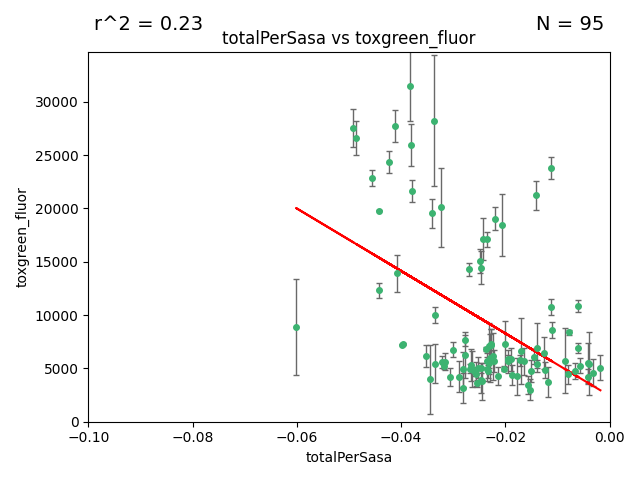 r^2 = 0.23
N = 95
totalPerSasa vs toxgreen_fluor
30000
25000
20000
15000
10000
5000
0
toxgreen_fluor
−0.10
−0.08
−0.06
−0.04
−0.02
0.00
totalPerSasa